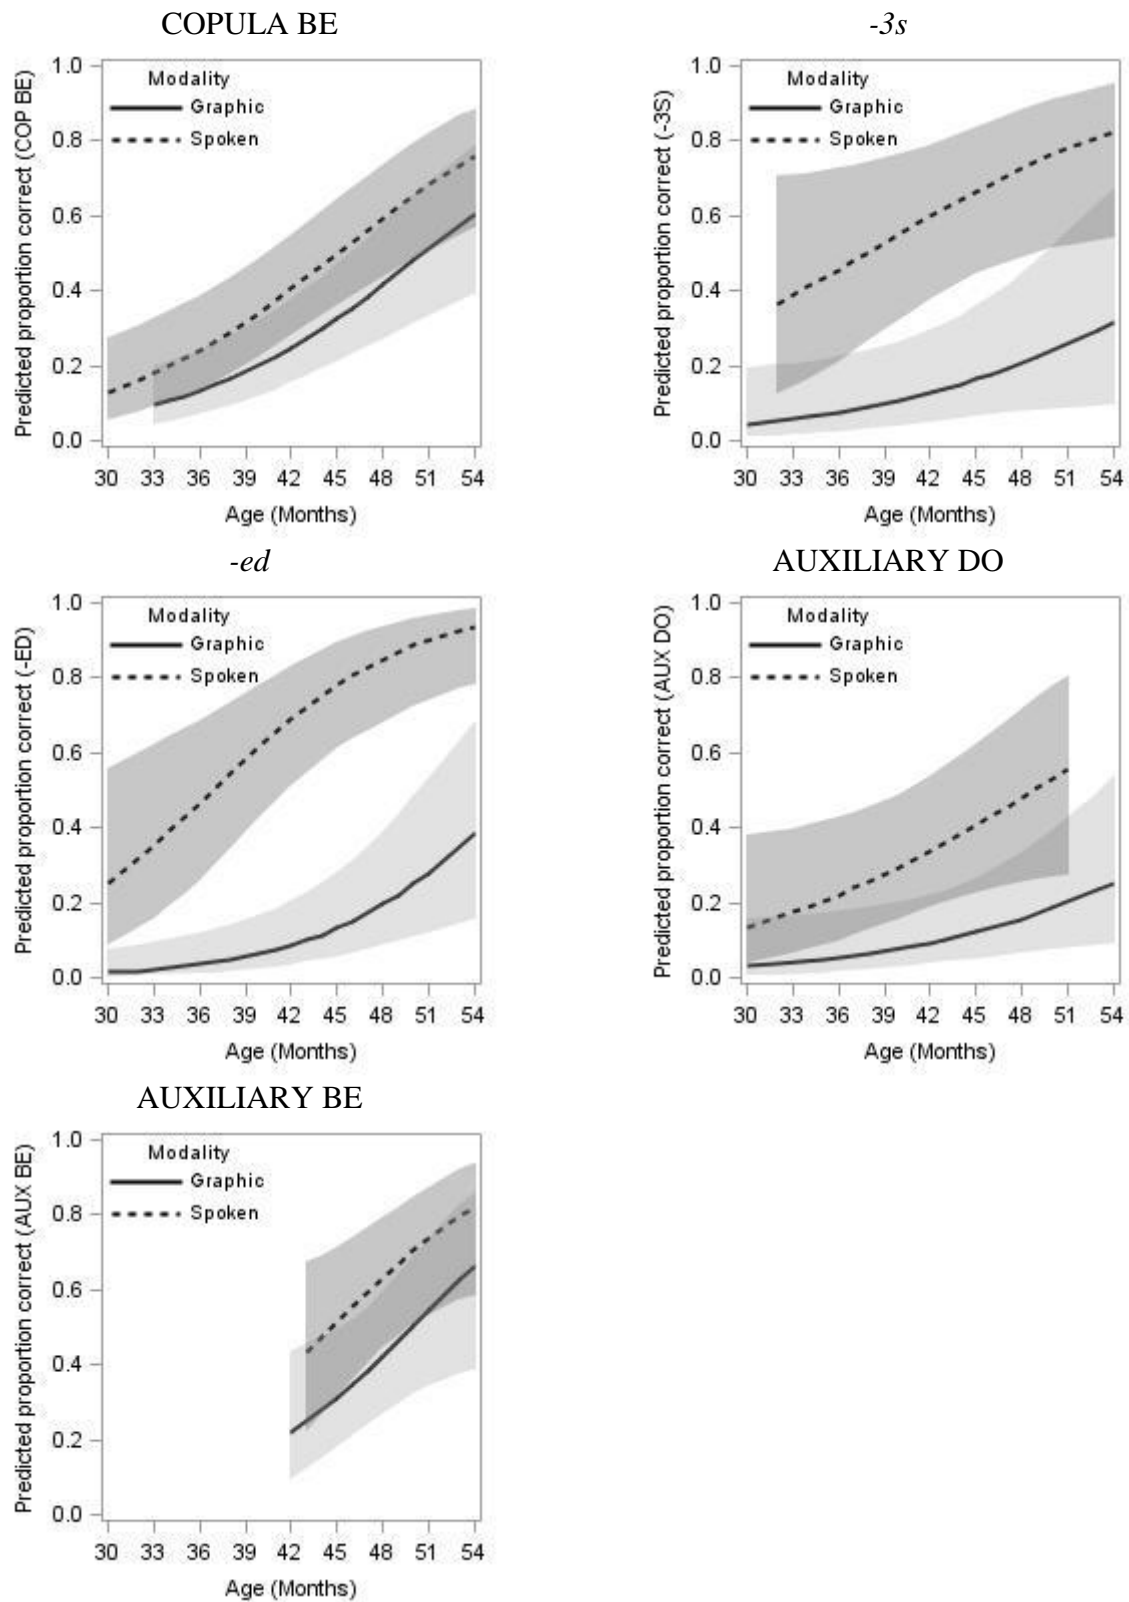 COPULA BE
Predicted proportion correct (COP BE)
1.0
0.8
0.6
0.4
0.2
0.0
Modality
Graphic
Spoken
30 33 36 39 42 45 48 51 54
Age (Months)
-3s
Predicted proportion correct (-3S)
1.0
0.8
0.6
0.4
0.2
0.0
Modality
Graphic
Spoken
30 33 36 39 42 45 48 51 54
Age (Months)
-ed
Predicted proportion correct (-ED)
1.0
0.8
0.6
0.4
0.2
0.0
Modality
Graphic
Spoken
30 33 36 39 42 45 48 51 54
Age (Months)
AUXILIARY DO
Predicted proportion correct (AUX DO)
1.0
0.8
0.6
0.4
0.2
0.0
Modality
Graphic
Spoken
30 33 36 39 42 45 48 51 54
Age (Months)
AUXILIARY BE
Predicted proportion correct (AUX BE)
1.0
0.8
0.6
0.4
0.2
0.0
Modality
Graphic
Spoken
30 33 36 39 42 45 48 51 54
Age (Months)